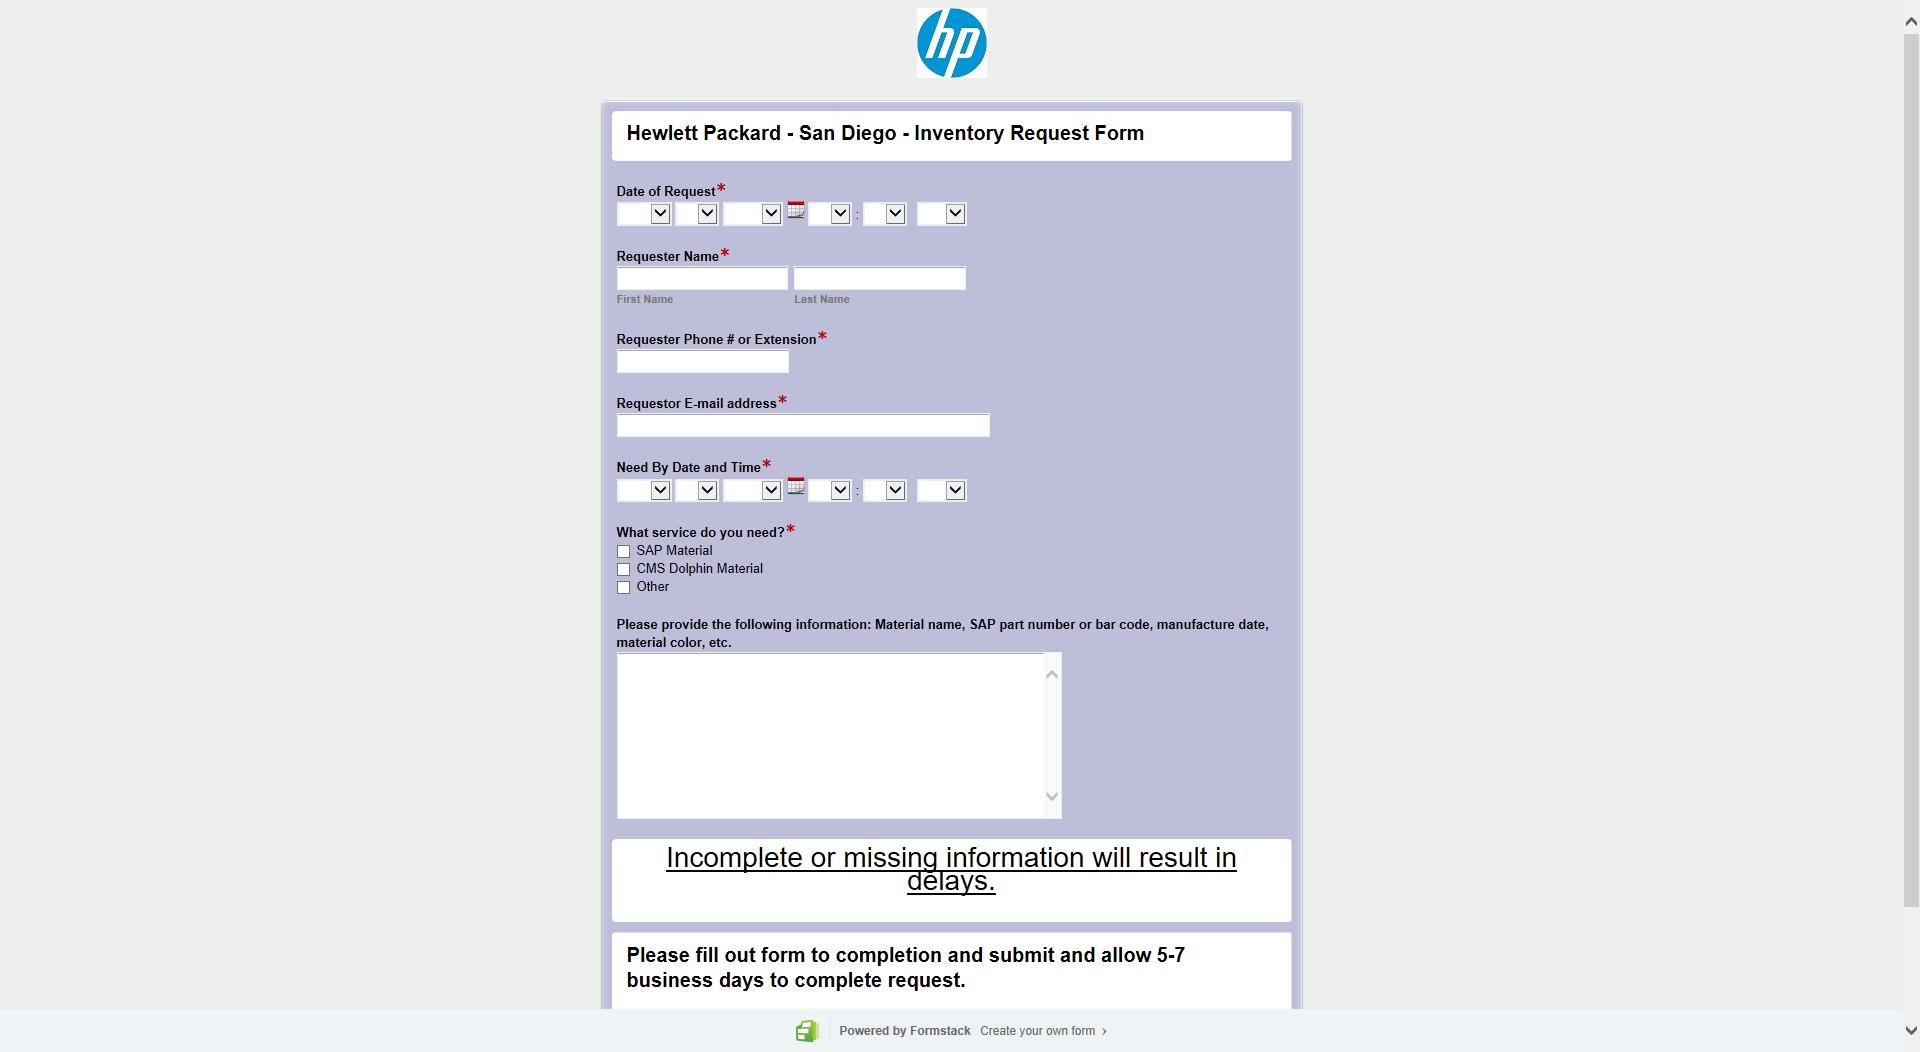 hp
Hewlett Packard - San Diego - Inventory Request Form
Date of Request*
:
Requester Name*
First Name Last Name
Requester Phone # or Extension*
Requestor E-mail address*
Need By Date and Time*
:
What service do you need?*
SAP Material
CMS Dolphin Material
Other
Please provide the following information: Material name, SAP part number or bar code, manufacture date,
material color, etc.
Incomplete or missing information will result in
delays.
Please fill out form to completion and submit and allow 5-7
business days to complete request.
Powered by Formstack Create your own form ›